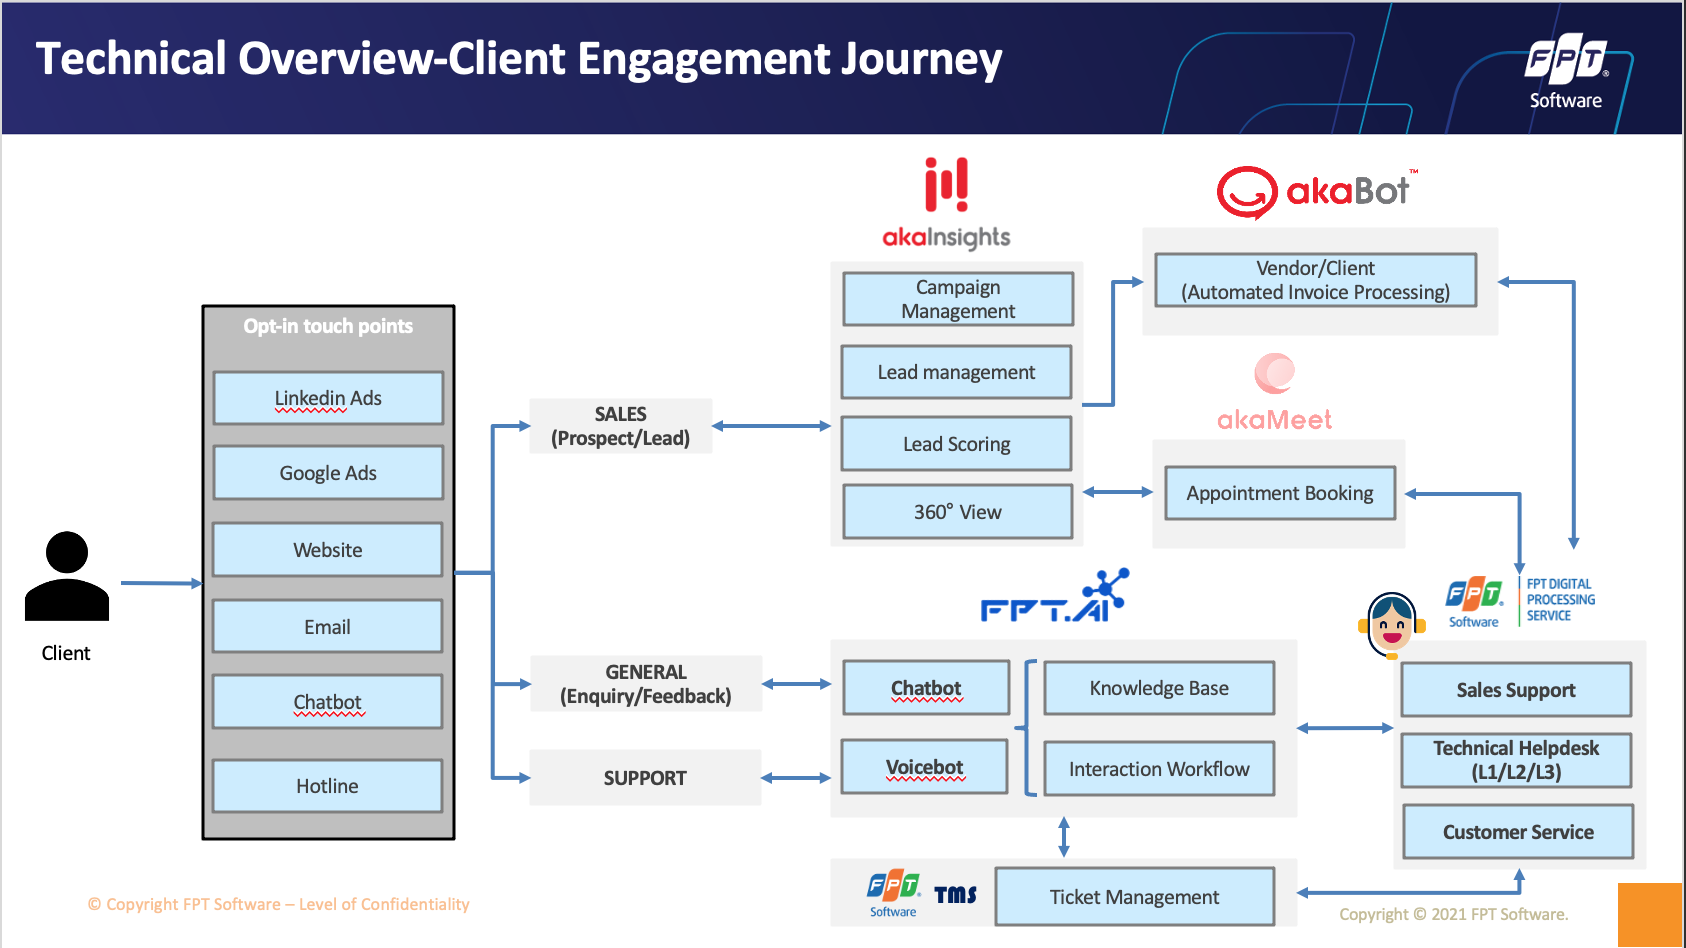 Technical Overview-Client Engagement Journey
FPT®
Software
akaInsights
akaBot™
Campaign
Management
Lead management
Lead Scoring
360° View
Vendor/Client
(Automated Invoice Processing)
akaMeet
Appointment Booking
Opt-in touch points
Linkedin Ads
Google Ads
Website
Email
Chatbot
Hotline
Client
SALES
(Prospect/Lead)
GENERAL
(Enquiry/Feedback)
SUPPORT
FPT.AI
Chatbot
Voicebot
Knowledge Base
Interaction Workflow
FPT®
Software
FPT DIGITAL
PROCESSING
SERVICE
Sales Support
Technical Helpdesk
(L1/L2/L3)
Customer Service
FPT®
Software
TMS
Ticket Management
© Copyright FPT Software – Level of Confidentiality
Copyright © 2021 FPT Software.